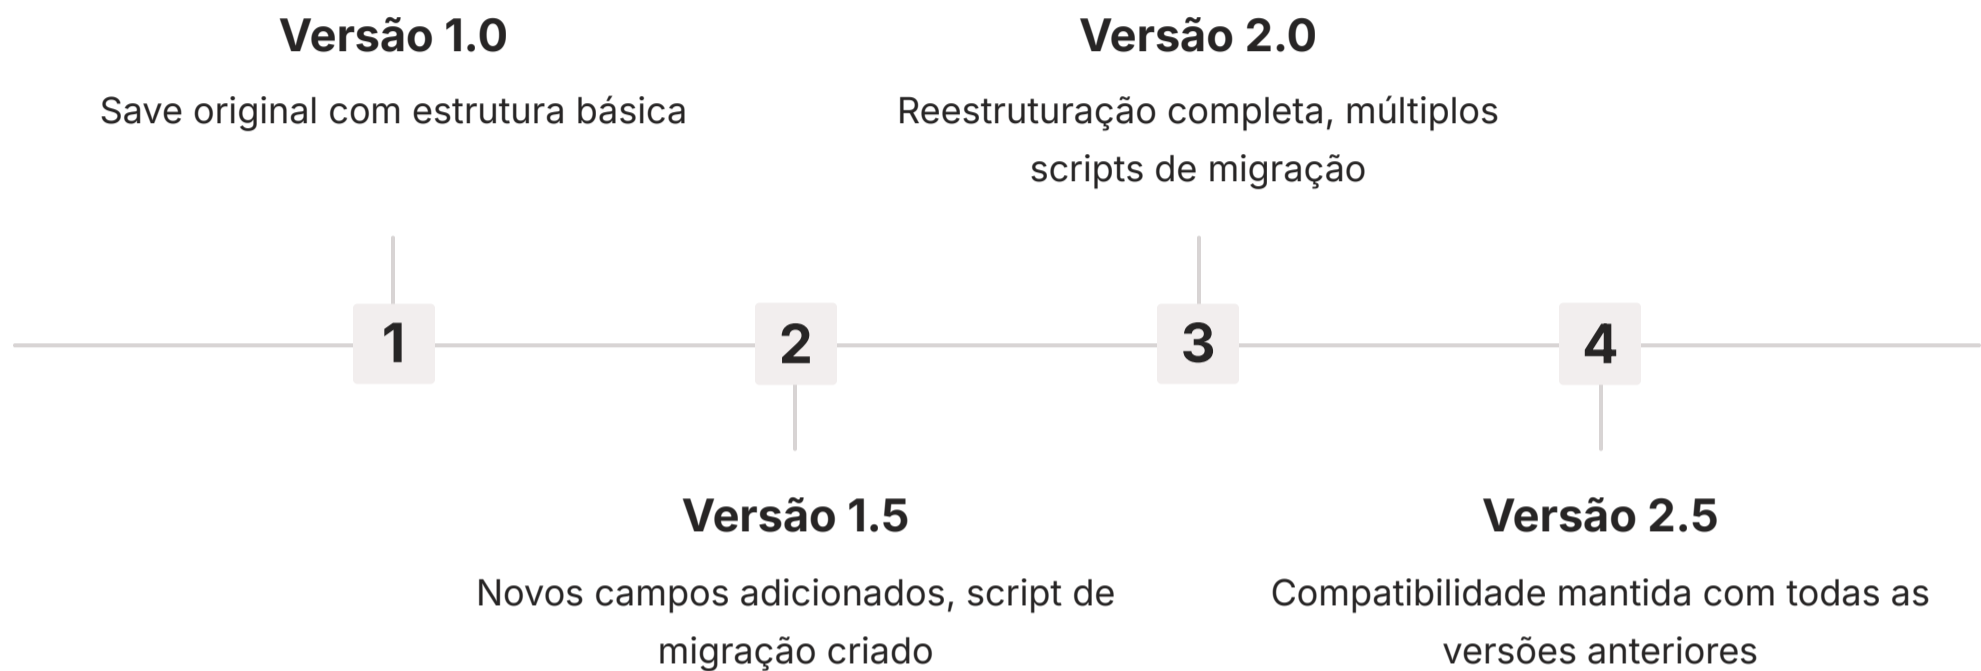 Versão 1.0
Save original com estrutura básica
Versão 2.0
Reestruturação completa, múltiplos
scripts de migração
1
2
3
4
Versão 1.5
Novos campos adicionados, script de
migração criado
Versão 2.5
Compatibilidade mantida com todas as
versões anteriores